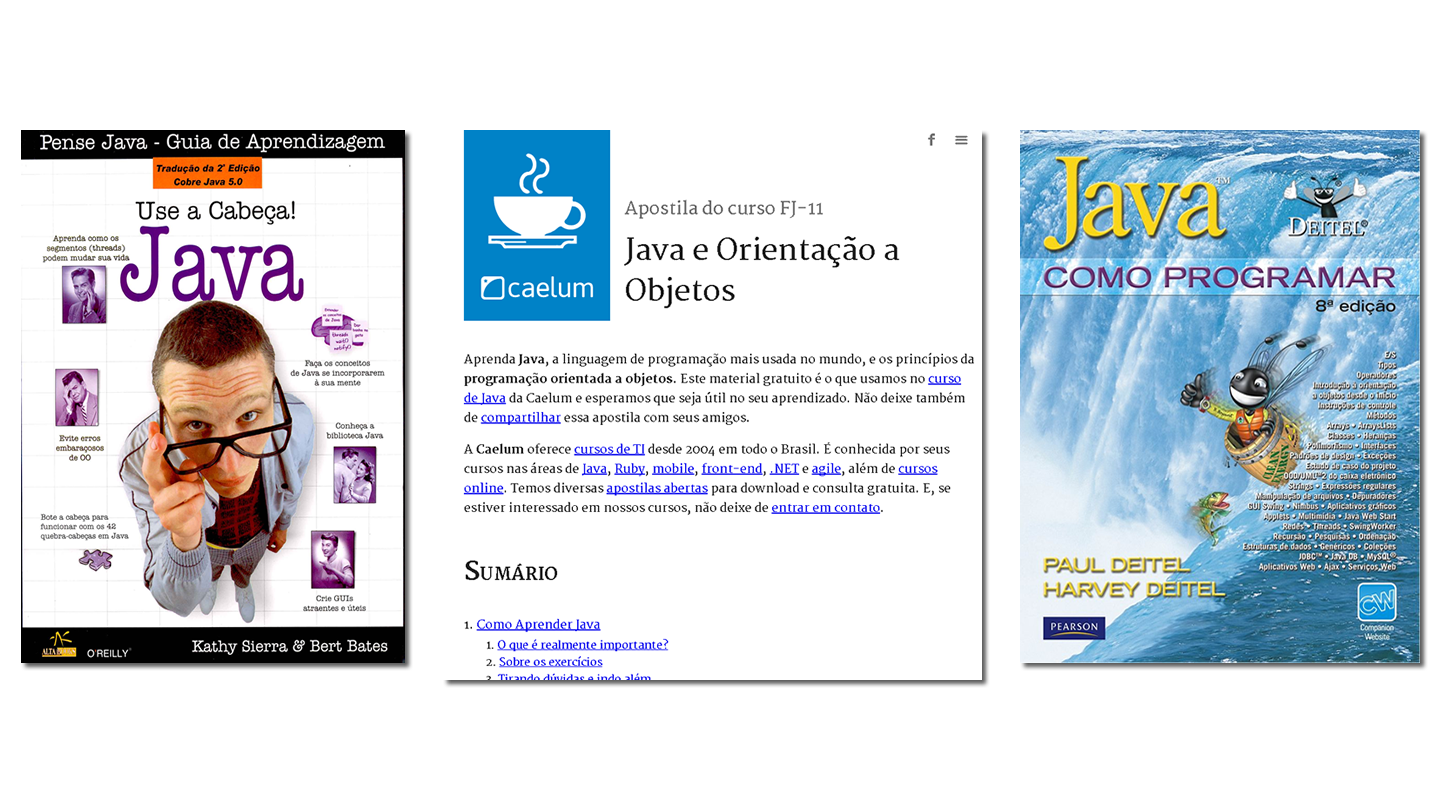 Pense Java - Guia de Aprendizagem
Tradução da 2ª Edição
Cobre Java 5.0
Use a Cabeça!
Java
Aprenda como os
segmentos (threads)
podem mudar sua vida
Faça os conceitos
de Java se incorporarem
à sua mente
Evite erros
embaraçosos
de OO
Conheça a
biblioteca Java
Bote a cabeça para
funcionar com os 42
quebra-cabeças em Java
Crie GUIs
atraentes e úteis
ALTA BOOKS
O'REILLY®
Kathy Sierra & Bert Bates
caelum
Apostila do curso FJ-11
Java e Orientação a
Objetos
Aprenda Java, a linguagem de programação mais usada no mundo, e os princípios da
programação orientada a objetos. Este material gratuito é o que usamos no curso
de Java da Caelum e esperamos que seja útil no seu aprendizado. Não deixe também
de compartilhar essa apostila com seus amigos.
A Caelum oferece cursos de TI desde 2004 em todo o Brasil. É conhecida por seus
cursos nas áreas de Java, Ruby, mobile, front-end, .NET e agile, além de cursos
online. Temos diversas apostilas abertas para download e consulta gratuita. E, se
estiver interessado em nossos cursos, não deixe de entrar em contato.
SUMÁRIO
1. Como Aprender Java
1. O que é realmente importante?
2. Sobre os exercícios
3. Tirando dúvidas e indo além
Java™
DEITEL®
COMO PROGRAMAR
8ª edição
E/S
Tipos
Operadores
Introdução à orientação
a objetos desde o início
Instruções de controle
Métodos
Arrays • ArrayLists
Classes • Heranças
Polimorfismo • Interfaces
Padrões de design • Exceções
Estudo de caso do projeto
OOD/UML™2 do caixa eletrônico
Strings • Expressões regulares
Manipulação de arquivos • Depuradores
GUI Swing • Nimbus • Aplicativos gráficos
Applets • Multimídia • Java Web Start
Redes • Threads • SwingWorker
Recursão • Pesquisas • Ordenação
Estruturas de dados • Genéricos • Coleções
JDBC™ • Java DB • MySQL®
Aplicativos Web • Ajax • Serviços Web
CLEAN
ENERGY
PAUL DEITEL
HARVEY DEITEL
PEARSON
CW
Companion
Website